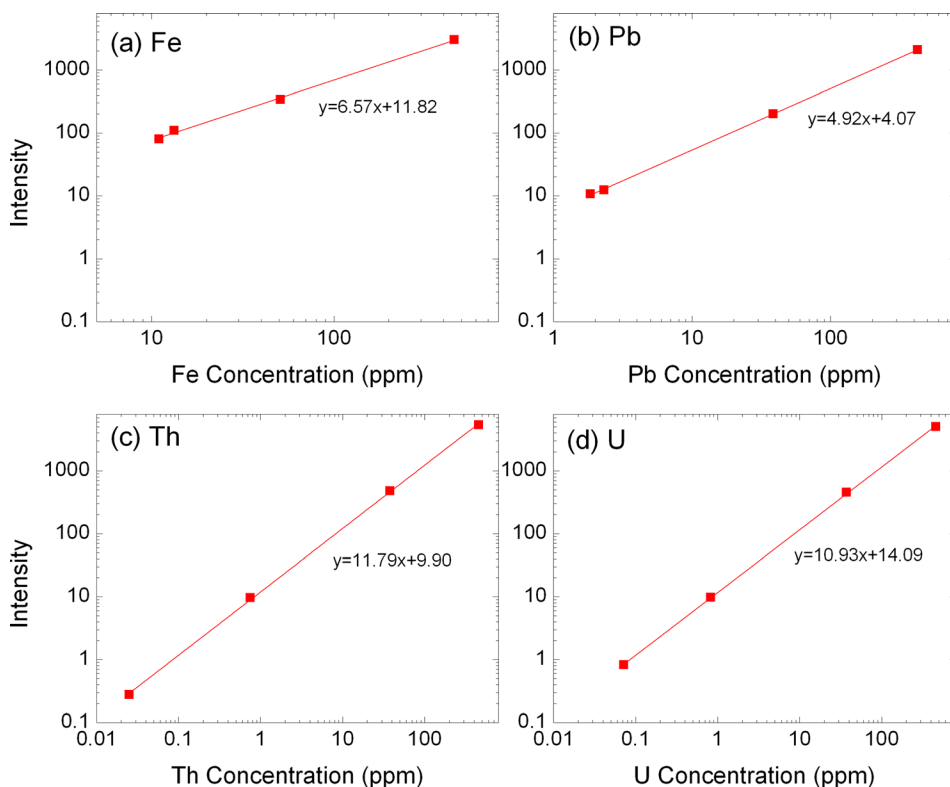 (a) Fe
1000
100
10
1
0.1
Intensity
y=6.57x+11.82
10 100
Fe Concentration (ppm)
(b) Pb
1000
100
10
1
0.1
y=4.92x+4.07
1 10 100
Pb Concentration (ppm)
(c) Th
1000
100
10
1
0.1
Intensity
y=11.79x+9.90
0.01 0.1 1 10 100
Th Concentration (ppm)
(d) U
1000
100
10
1
0.1
y=10.93x+14.09
0.01 0.1 1 10 100
U Concentration (ppm)